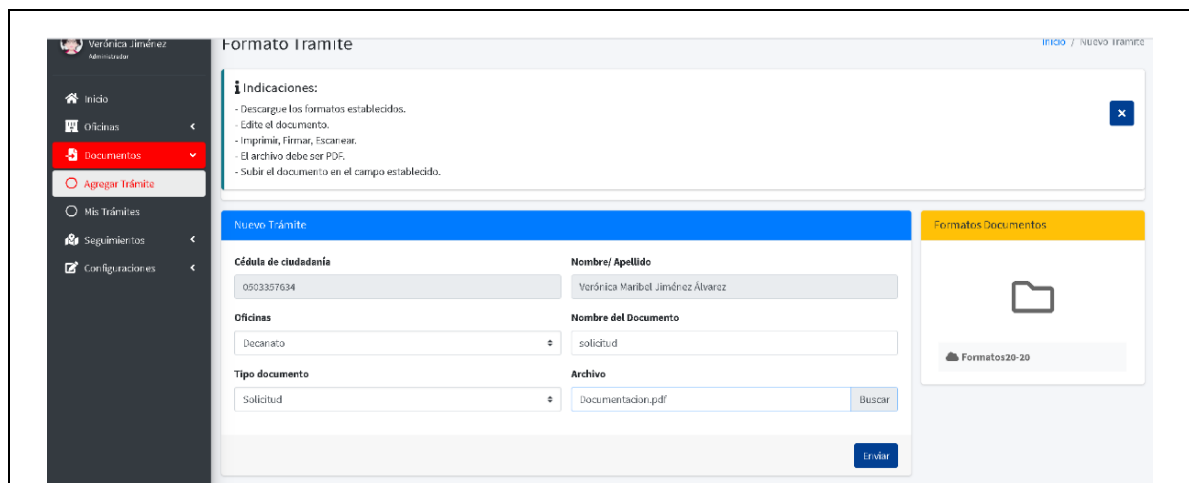 Verónica Jiménez
Administrador
Inicio
Oficinas
Documentos
Agregar Trámite
Mis Trámites
Seguimientos
Configuraciones
Formato Tramite
Inicio / Nuevo Trámite
Indicaciones:
- Descargue los formatos establecidos.
- Edite el documento.
- Imprimir, Firmar, Escanear.
- El archivo debe ser PDF.
- Subir el documento en el campo establecido.
Nuevo Trámite
Cédula de ciudadanía
0503357634
Nombre/ Apellido
Verónica Maribel Jiménez Álvarez
Oficinas
Decanato
Nombre del Documento
solicitud
Tipo documento
Solicitud
Archivo
Documentacion.pdf
Buscar
Enviar
Formatos Documentos
Formatos20-20